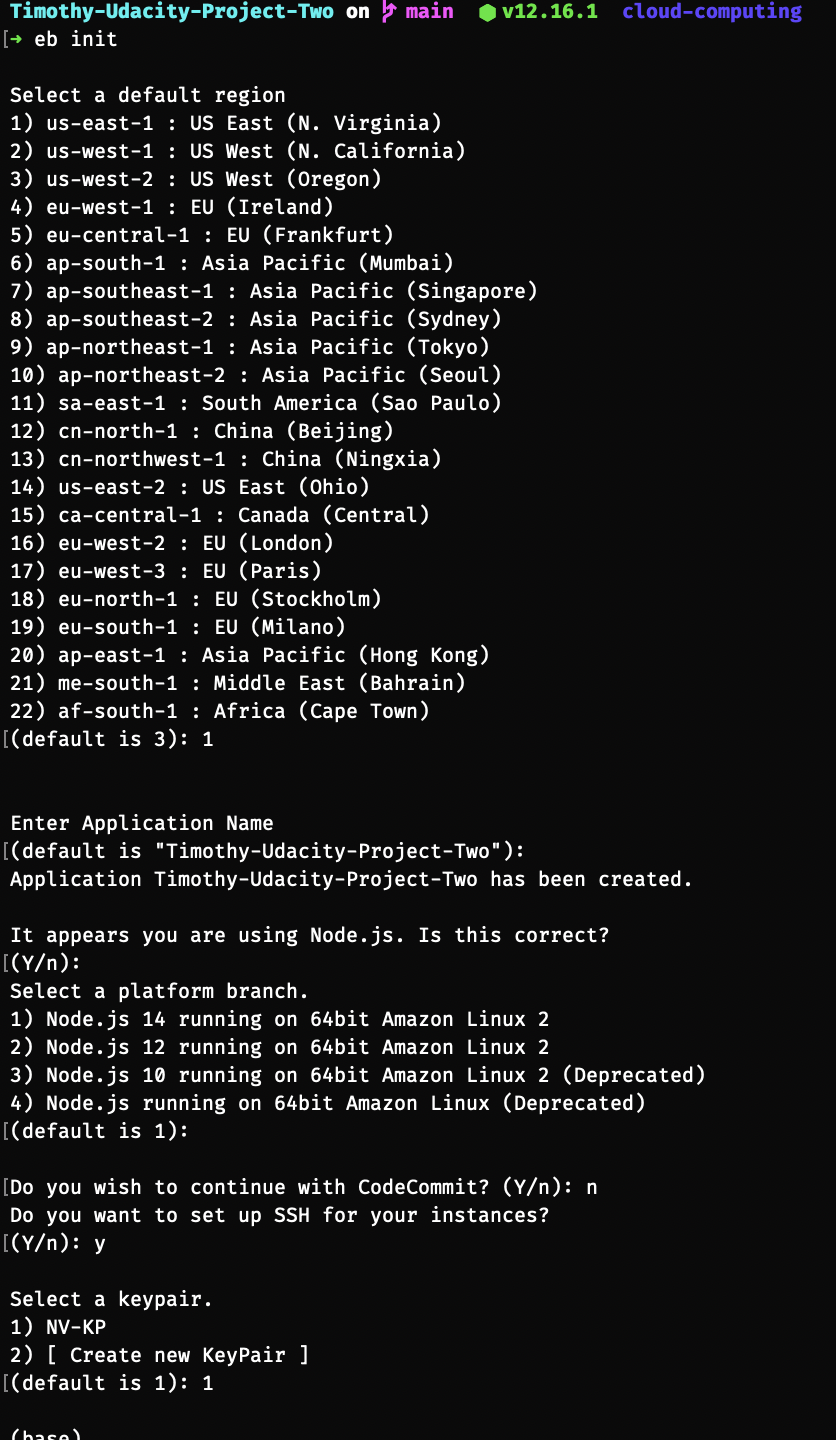 Timothy-Udacity-Project-Two on main v12.16.1 cloud-computing
[➜ eb init
Select a default region
1) us-east-1 : US East (N. Virginia)
2) us-west-1 : US West (N. California)
3) us-west-2 : US West (Oregon)
4) eu-west-1 : EU (Ireland)
5) eu-central-1 : EU (Frankfurt)
6) ap-south-1 : Asia Pacific (Mumbai)
7) ap-southeast-1 : Asia Pacific (Singapore)
8) ap-southeast-2 : Asia Pacific (Sydney)
9) ap-northeast-1 : Asia Pacific (Tokyo)
10) ap-northeast-2 : Asia Pacific (Seoul)
11) sa-east-1 : South America (Sao Paulo)
12) cn-north-1 : China (Beijing)
13) cn-northwest-1 : China (Ningxia)
14) us-east-2 : US East (Ohio)
15) ca-central-1 : Canada (Central)
16) eu-west-2 : EU (London)
17) eu-west-3 : EU (Paris)
18) eu-north-1 : EU (Stockholm)
19) eu-south-1 : EU (Milano)
20) ap-east-1 : Asia Pacific (Hong Kong)
21) me-south-1 : Middle East (Bahrain)
22) af-south-1 : Africa (Cape Town)
[(default is 3): 1
Enter Application Name
[(default is "Timothy-Udacity-Project-Two"):
Application Timothy-Udacity-Project-Two has been created.
It appears you are using Node.js. Is this correct?
[(Y/n):
Select a platform branch.
1) Node.js 14 running on 64bit Amazon Linux 2
2) Node.js 12 running on 64bit Amazon Linux 2
3) Node.js 10 running on 64bit Amazon Linux 2 (Deprecated)
4) Node.js running on 64bit Amazon Linux (Deprecated)
[(default is 1):
[Do you wish to continue with CodeCommit? (Y/n): n
Do you want to set up SSH for your instances?
[(Y/n): y
Select a keypair.
1) NV-KP
2) [ Create new KeyPair ]
[(default is 1): 1
(base)